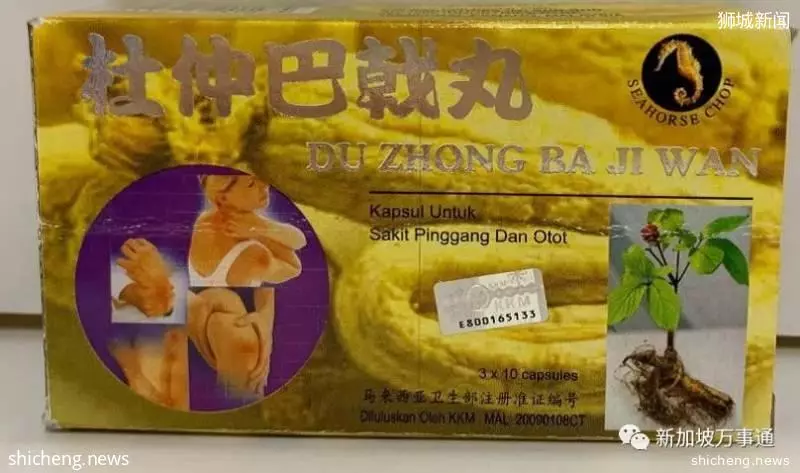 狮城新闻
杜仲巴戟丸
SEAHORSE CHOP
DU ZHONG BA JI WAN
Kapsul Untuk
Sakit Pinggang Dan Otot
KKM
E800165133
3 x 10 capsules
马来西亚卫生部注册准证编号
Diluluskan Oleh KKM MAL 20090108CT
新加坡万事通
shicheng.news
shicheng.news